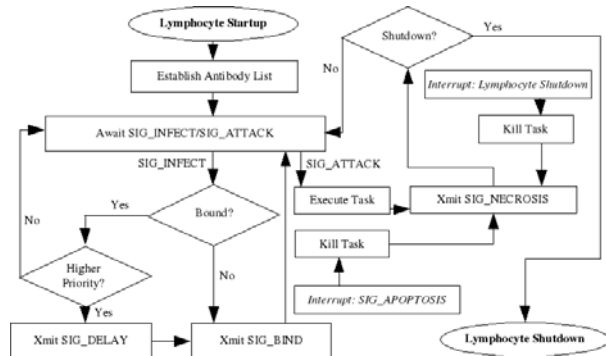 Lymphocyte Startup
Establish Antibody List
Await SIG_INFECT/SIG_ATTACK
SIG_INFECT
SIG_ATTACK
Shutdown?
Yes
No
Interrupt: Lymphocyte Shutdown
Kill Task
Execute Task
Xmit SIG_NECROSIS
Bound?
Yes
No
No
Kill Task
Higher
Priority?
Interrupt: SIG_APOPTOSIS
Yes
Xmit SIG_DELAY
Xmit SIG_BIND
Lymphocyte Shutdown